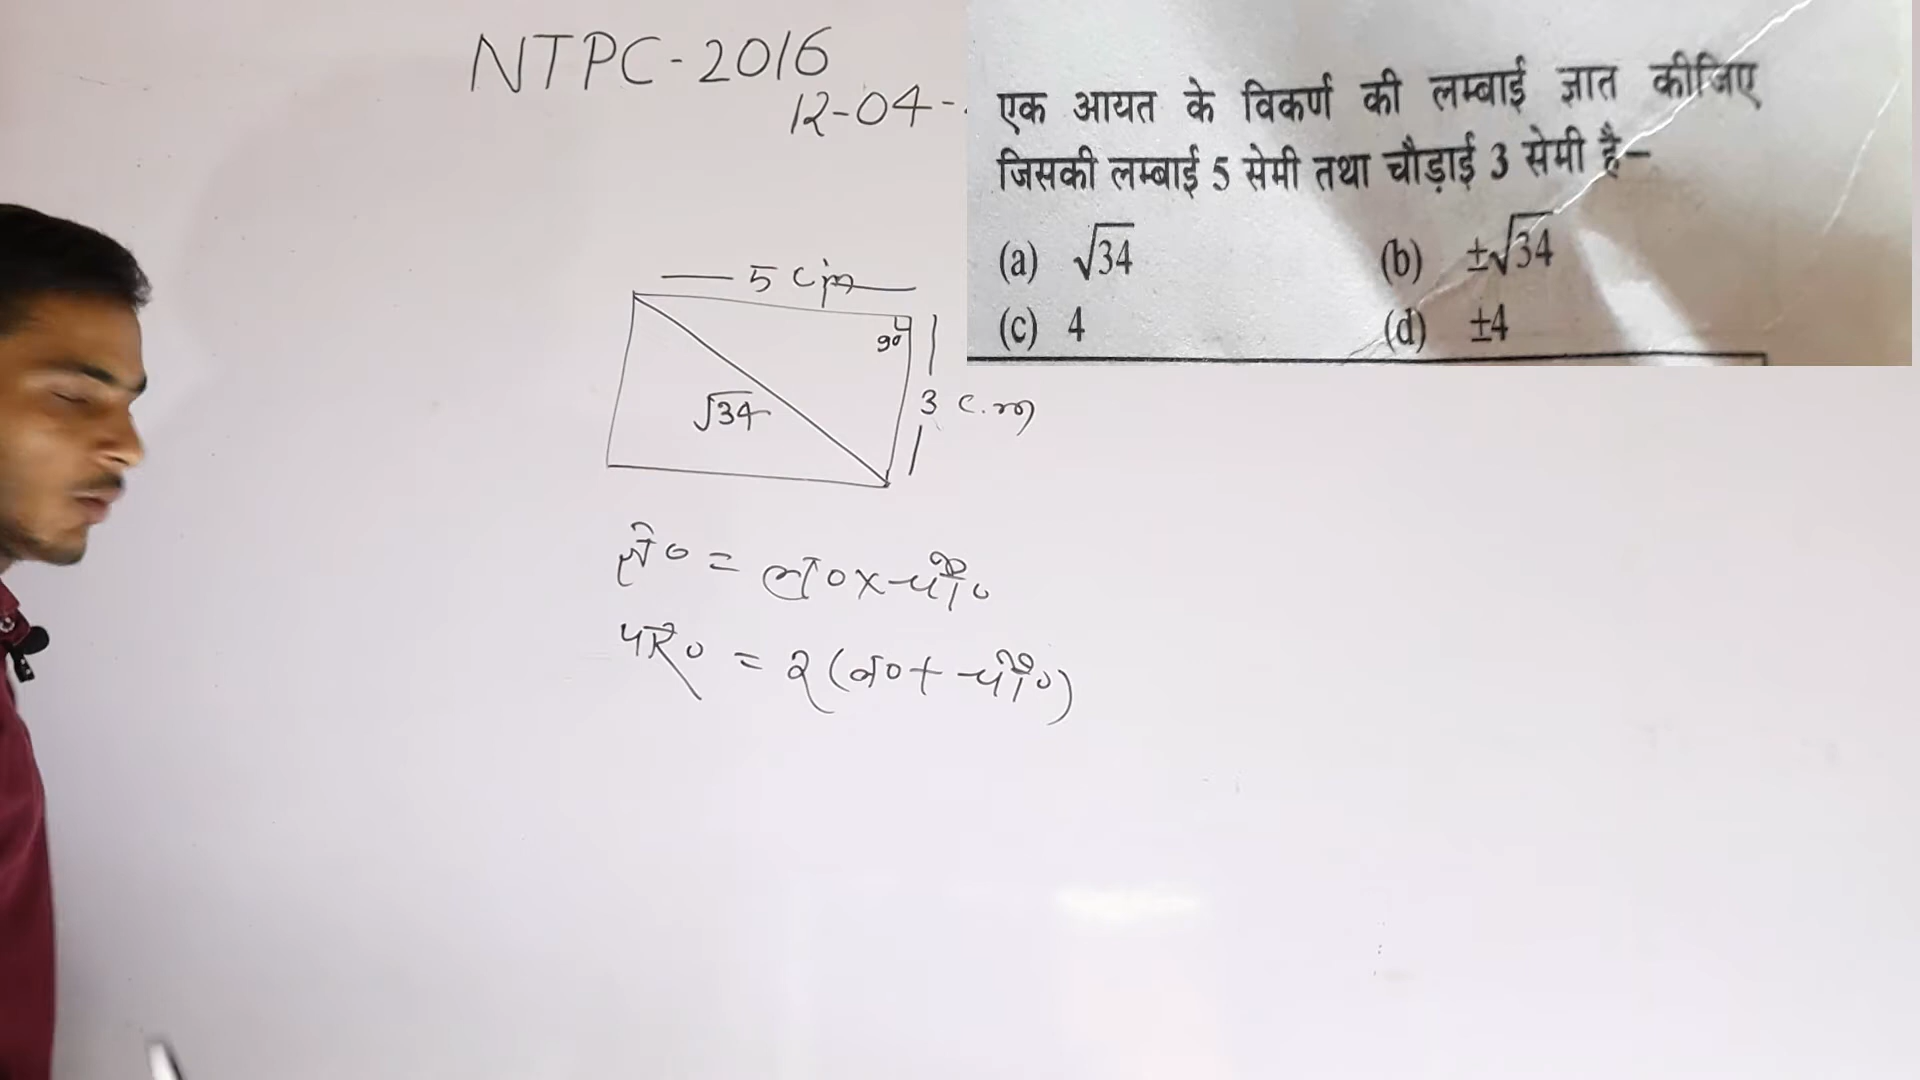 NTPC-2016
12-04-
एक आयत के विकर्ण की लम्बाई ज्ञात कीजिए
जिसकी लम्बाई 5 सेमी तथा चौड़ाई 3 सेमी है–
(a) √34 (b) ±√34
(c) 4 (d) ±4
5 cm
90
√34
3 c.m
क्षे० = ल०×चौ०
परि० = 2(ल०+चौ०)